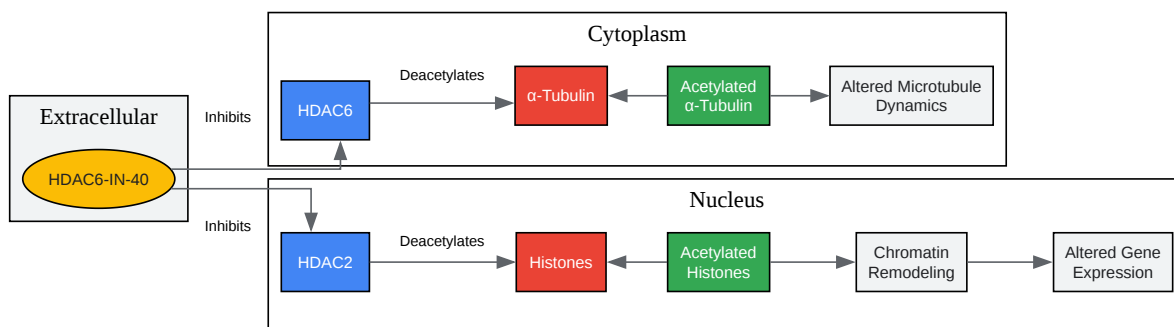 Cytoplasm
Deacetylates
HDAC6
α-Tubulin
Acetylated
α-Tubulin
Altered Microtubule
Dynamics
Extracellular
Inhibits
HDAC6-IN-40
Inhibits
Nucleus
Deacetylates
HDAC2
Histones
Acetylated
Histones
Chromatin
Remodeling
Altered Gene
Expression